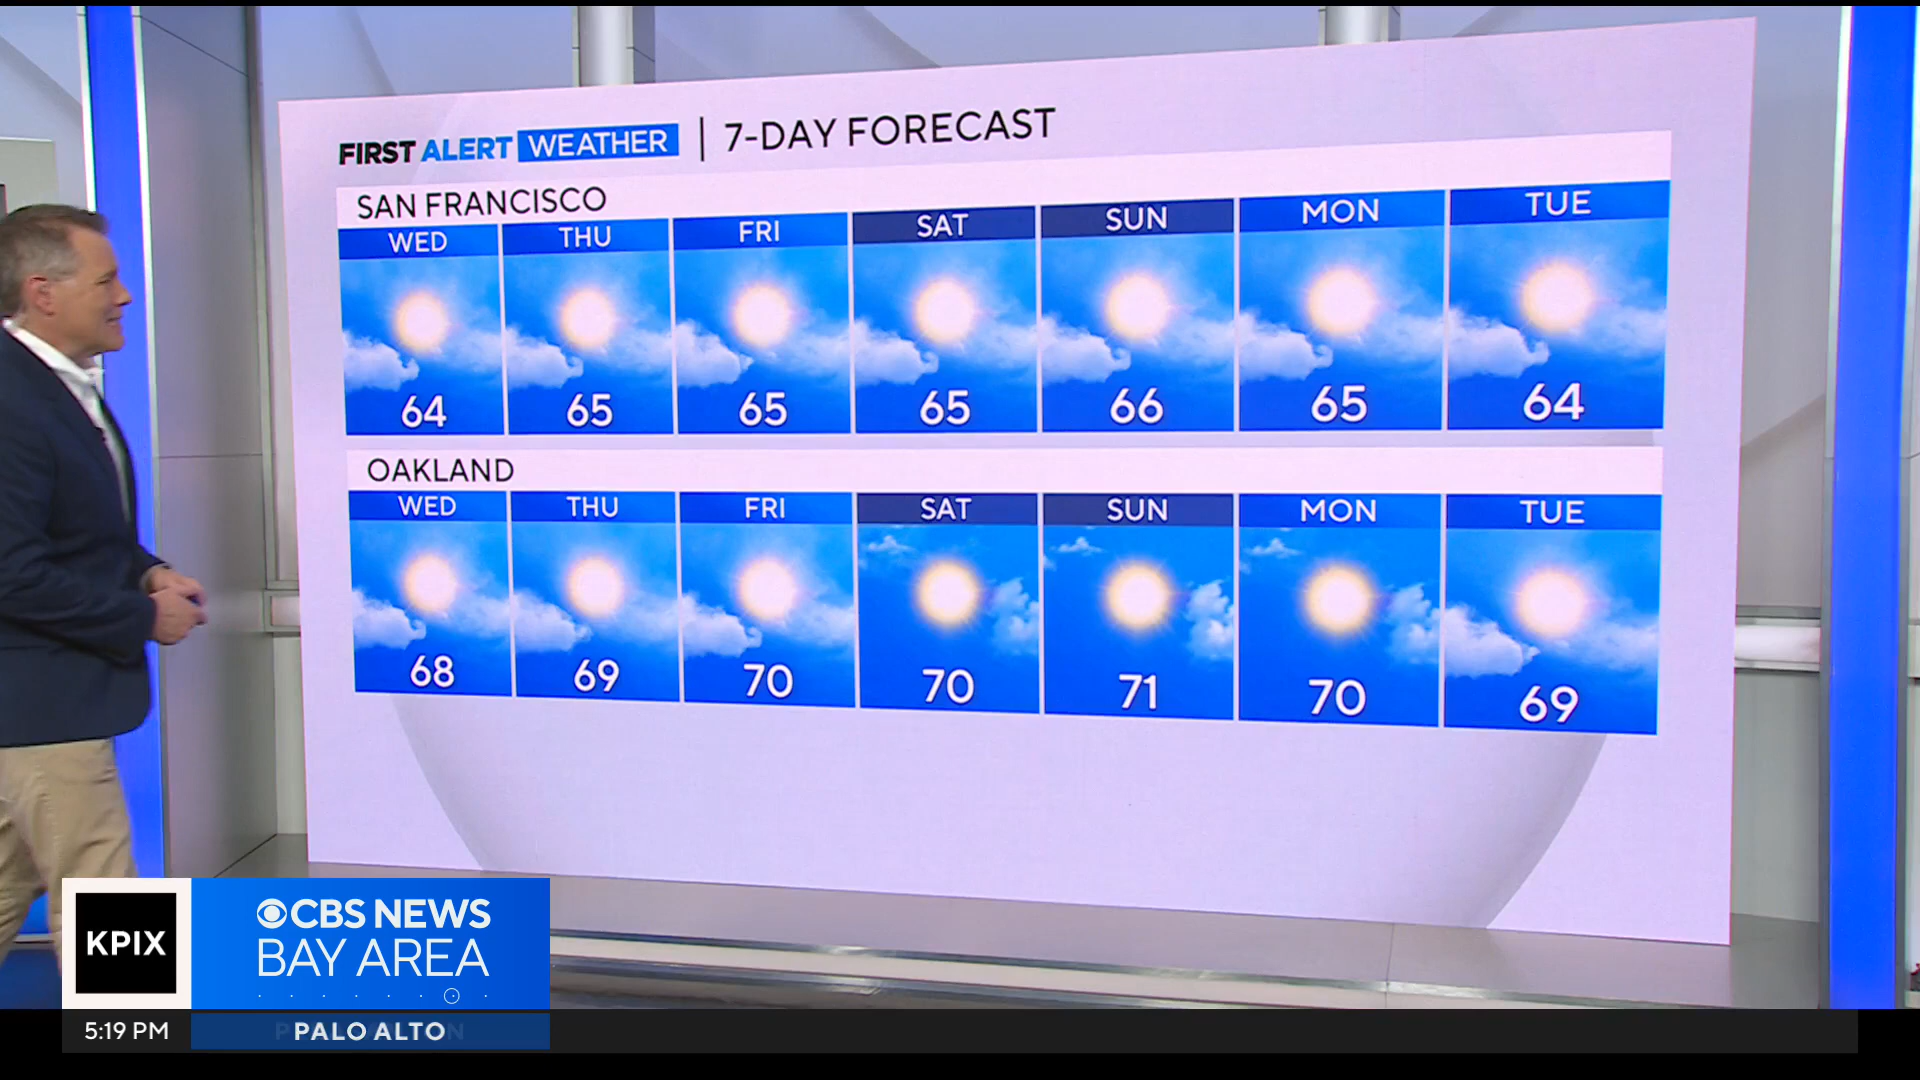 FIRST ALERT WEATHER | 7-DAY FORECAST
SAN FRANCISCO
WED THU FRI SAT SUN MON TUE
64 65 65 65 66 65 64
OAKLAND
WED THU FRI SAT SUN MON TUE
68 69 70 70 71 70 69
KPIX
CBS NEWS
BAY AREA
5:19 PM PALO ALTO